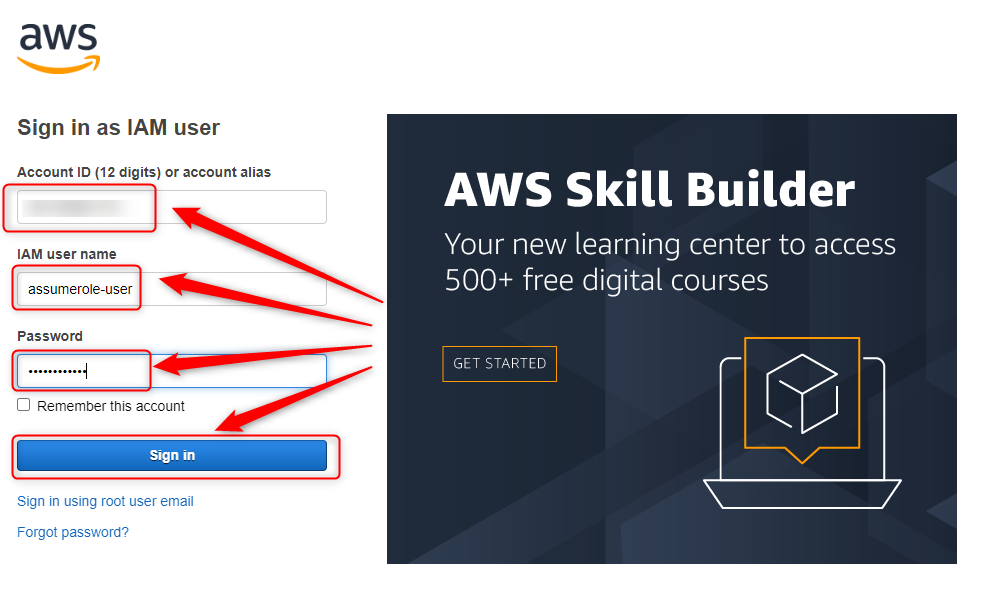 aws
Sign in as IAM user
Account ID (12 digits) or account alias
IAM user name
assumerole-user
Password
••••••••••••
Remember this account
Sign in
Sign in using root user email
Forgot password?
AWS Skill Builder
Your new learning center to access
500+ free digital courses
GET STARTED